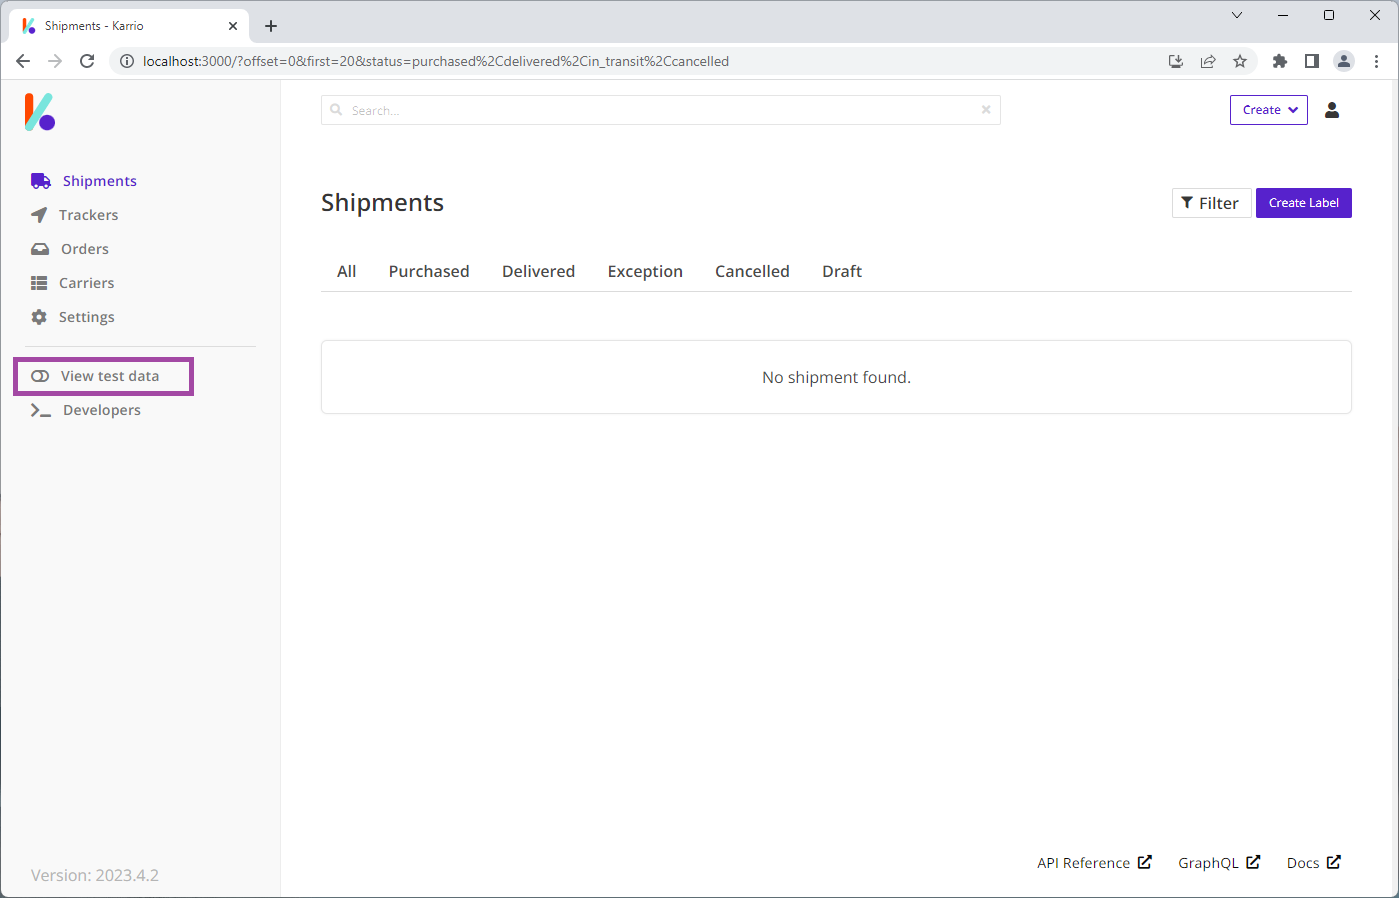 Shipments - Karrio
localhost:3000/?offset=0&first=20&status=purchased%2Cdelivered%2Cin_transit%2Ccancelled
Search...
Create
Shipments
Trackers
Orders
Carriers
Settings
View test data
Developers
Shipments
Filter
Create Label
All Purchased Delivered Exception Cancelled Draft
No shipment found.
API Reference GraphQL Docs
Version: 2023.4.2